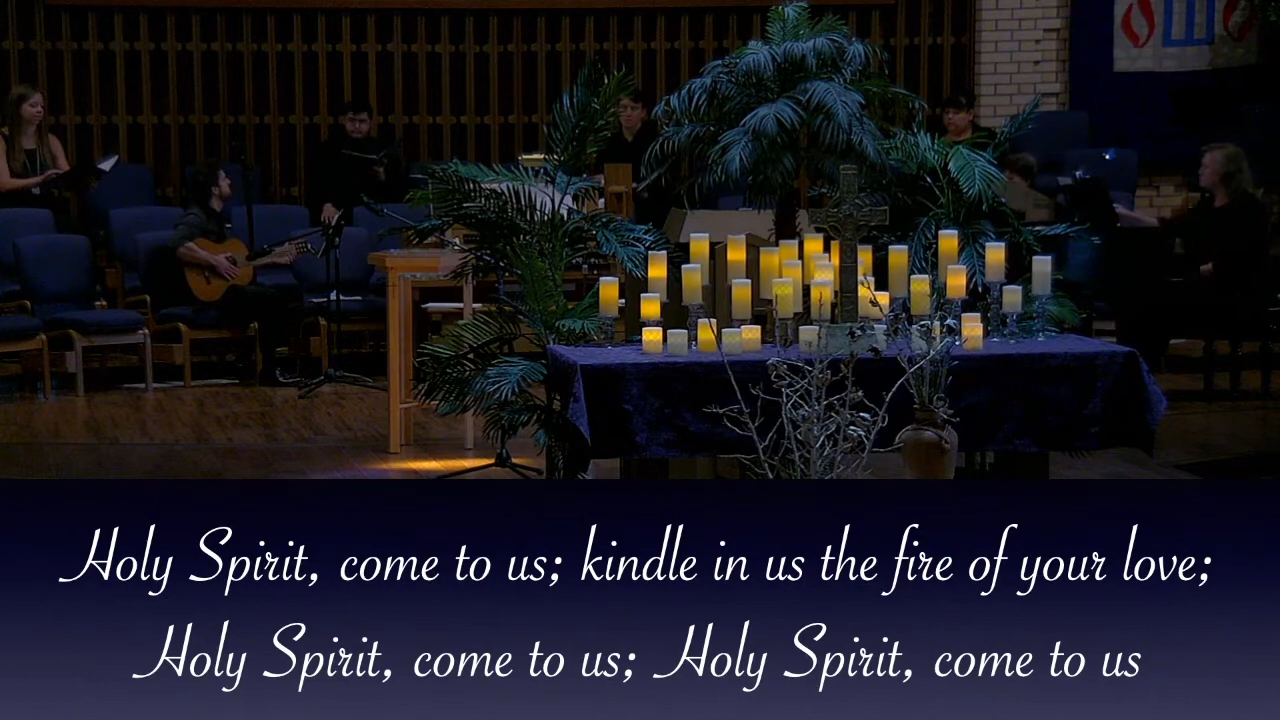 Holy Spirit, come to us; kindle in us the fire of your love;
Holy Spirit, come to us; Holy Spirit, come to us